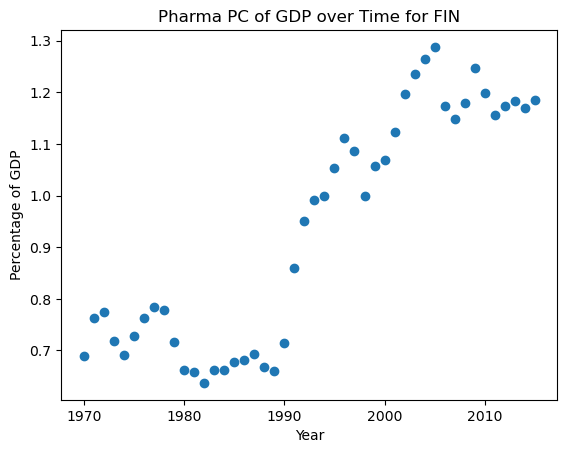 Pharma PC of GDP over Time for FIN
1.3
1.2
1.1
1.0
0.9
0.8
0.7
Percentage of GDP
1970 1980 1990 2000 2010
Year